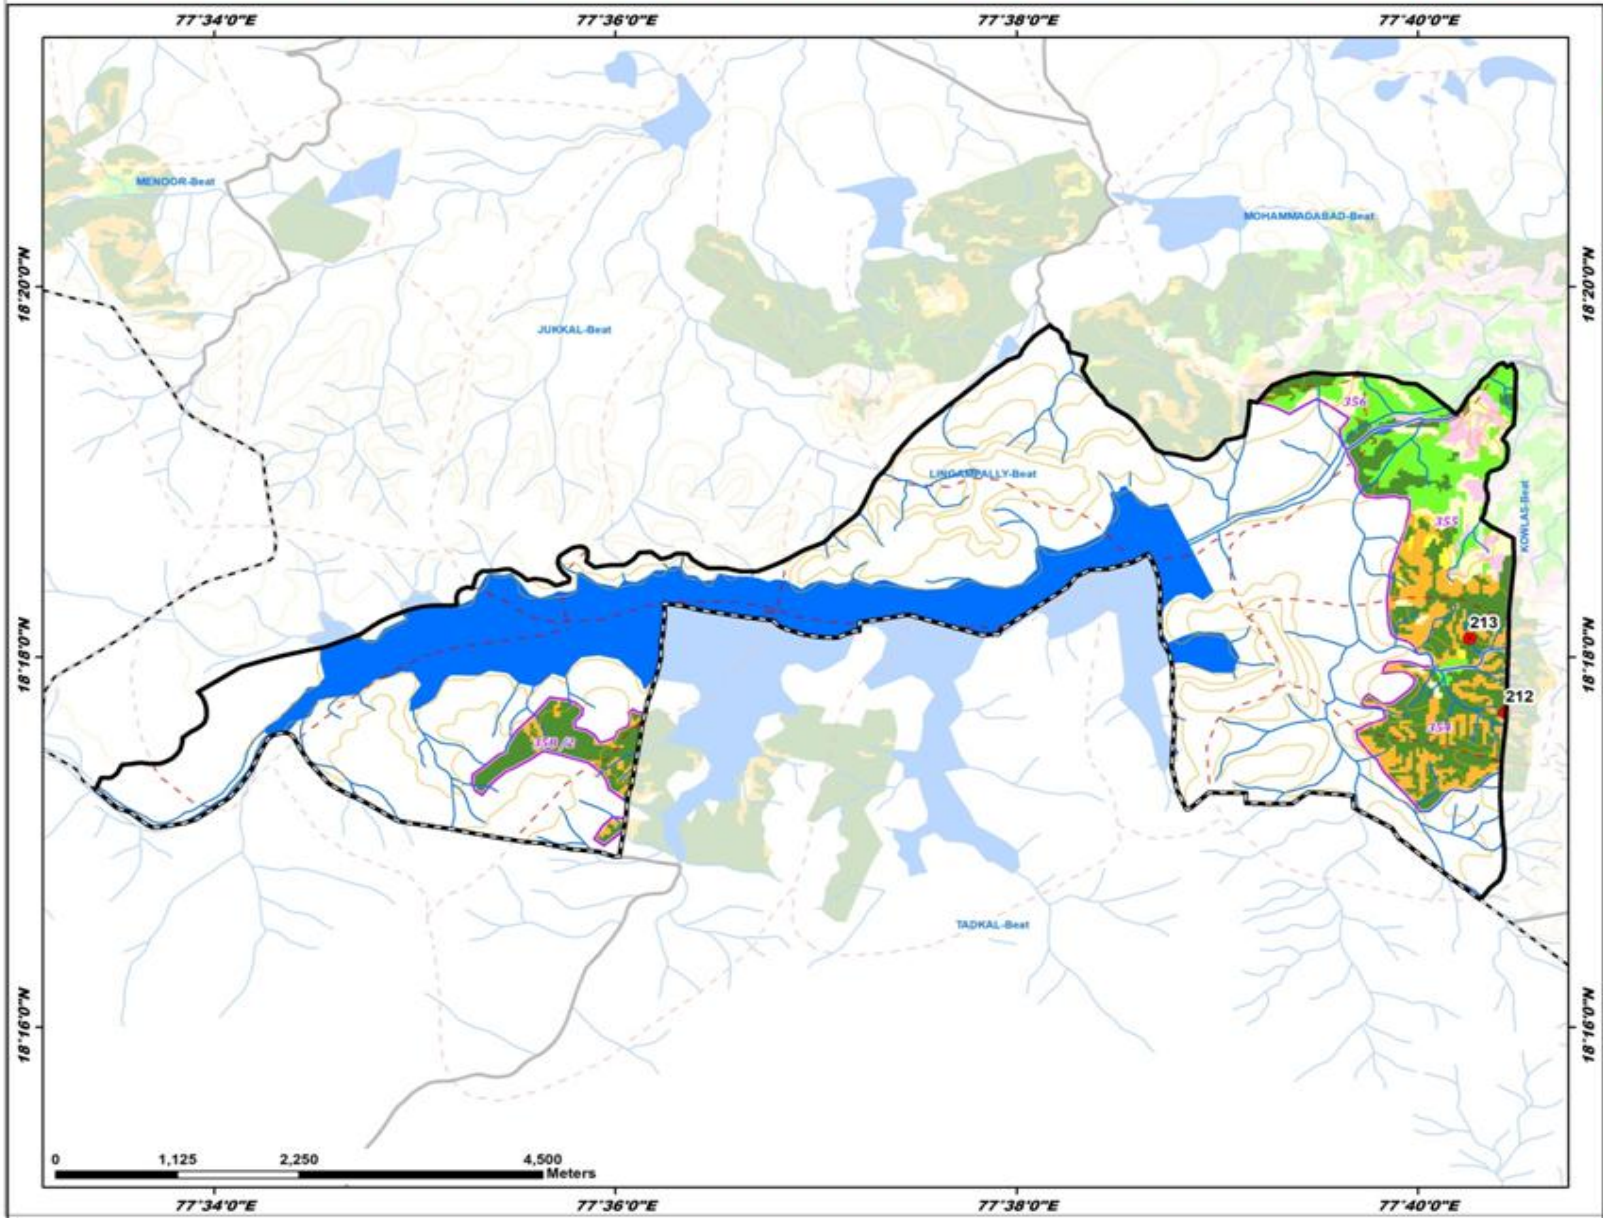 77°34'0"E 77°36'0"E 77°38'0"E 77°40'0"E
MENOOR-Beat
MOHAMMADABAD-Beat
18°20'0"N 18°20'0"N
JUKKAL-Beat
356
LINGAMPALLY-Beat
355
KOWLAS-Beat
213
18°18'0"N 18°18'0"N
212
354
TADKAL-Beat
18°16'0"N 18°16'0"N
0 1,125 2,250 4,500
Meters
77°34'0"E 77°36'0"E 77°38'0"E 77°40'0"E